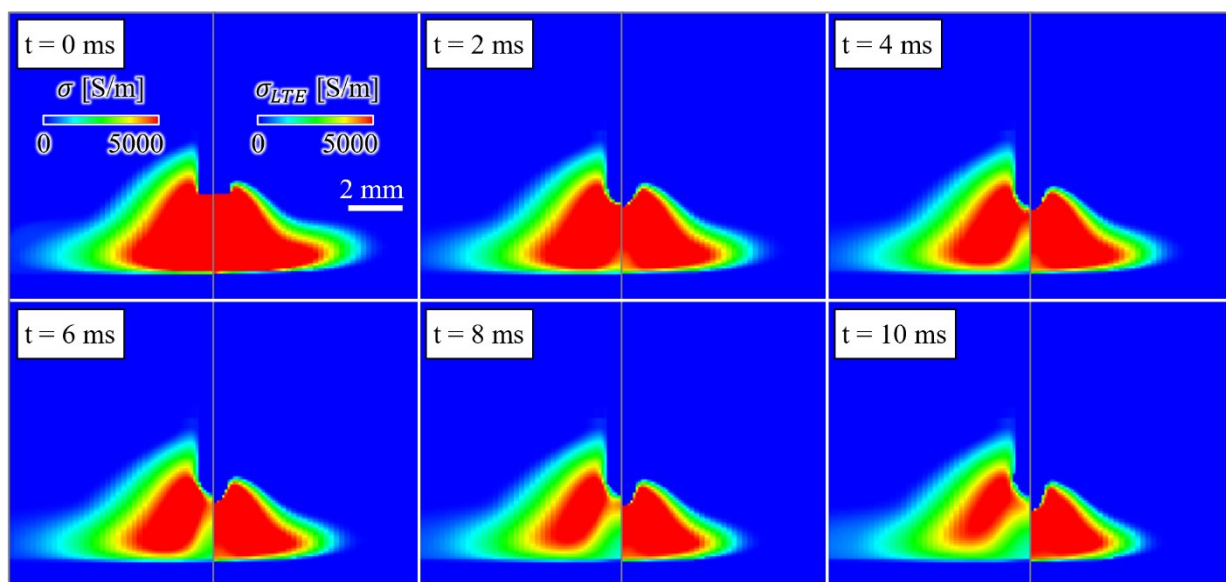 t = 0 ms
σ [S/m]
σ_LTE [S/m]
0 5000
0 5000
2 mm
t = 2 ms
t = 4 ms
t = 6 ms
t = 8 ms
t = 10 ms